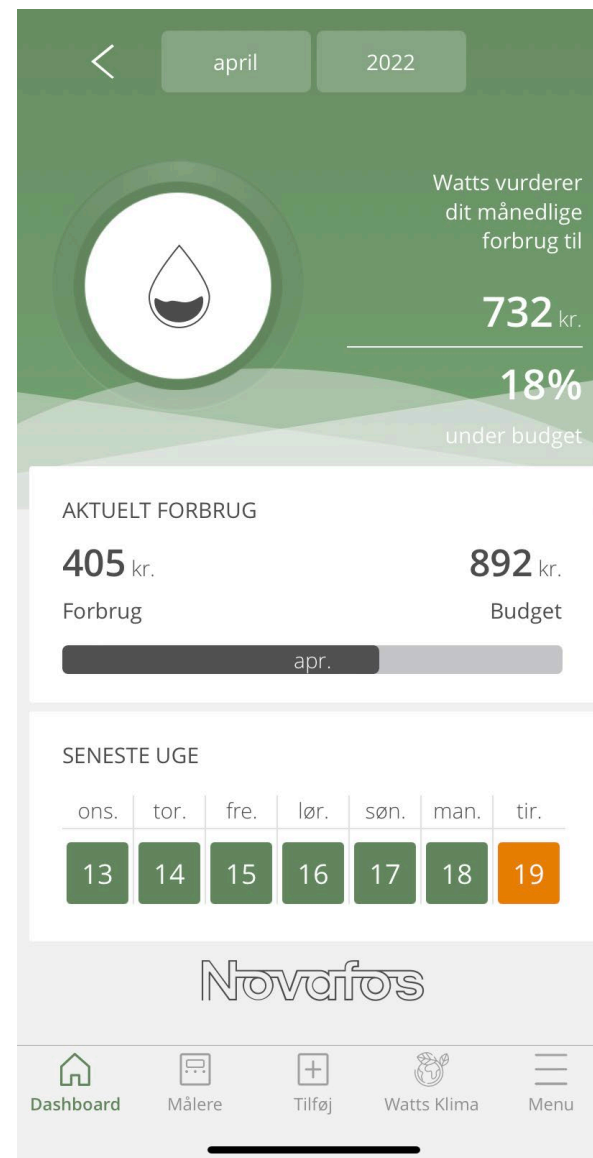 april 2022
Watts vurderer
dit månedlige
forbrug til
732 kr.
18%
under budget
AKTUELT FORBRUG
405 kr. 892 kr.
Forbrug Budget
apr.
SENESTE UGE
ons. tor. fre. lør. søn. man. tir.
13 14 15 16 17 18 19
Novafos
Dashboard Målere Tilføj Watts Klima Menu